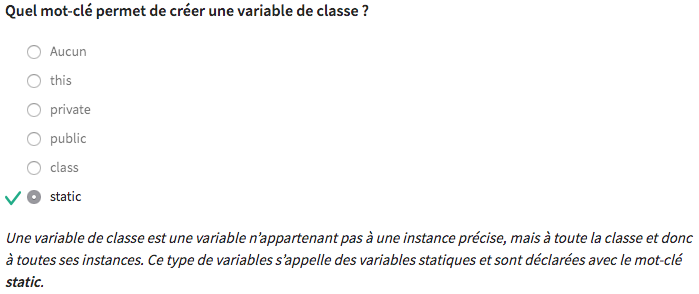 Quel mot-clé permet de créer une variable de classe ?
Aucun
this
private
public
class
static
Une variable de classe est une variable n’appartenant pas à une instance précise, mais à toute la classe et donc
à toutes ses instances. Ce type de variables s’appelle des variables statiques et sont déclarées avec le mot-clé
static.